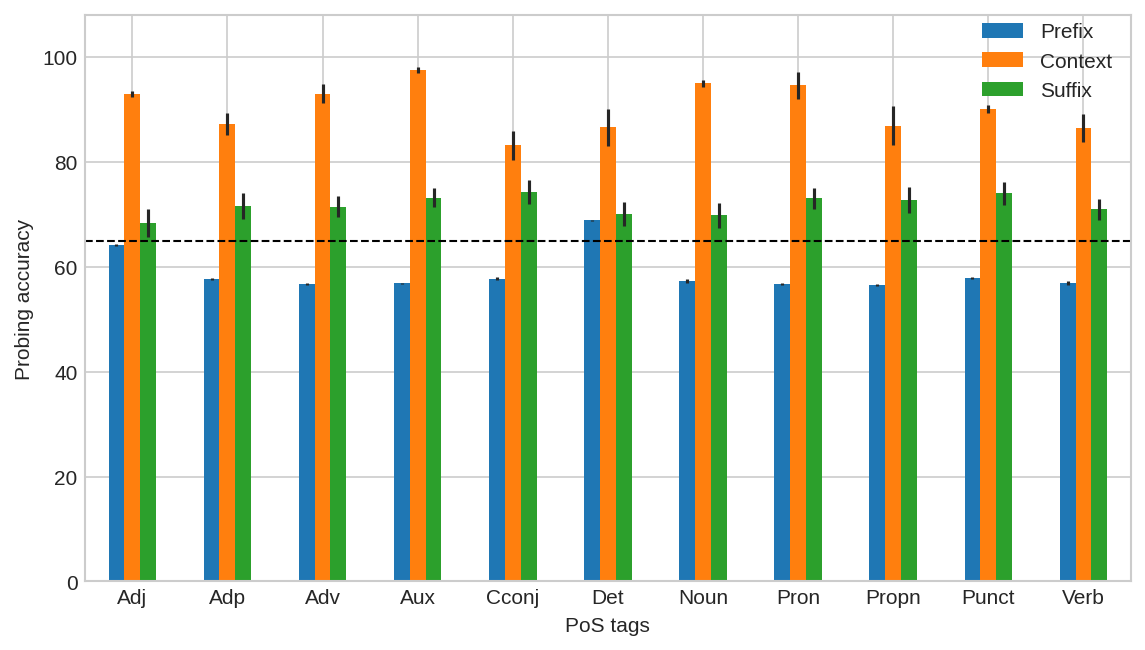 Prefix
Context
Suffix
100
80
60
40
20
0
Probing accuracy
Adj Adp Adv Aux Cconj Det Noun Pron Propn Punct Verb
PoS tags